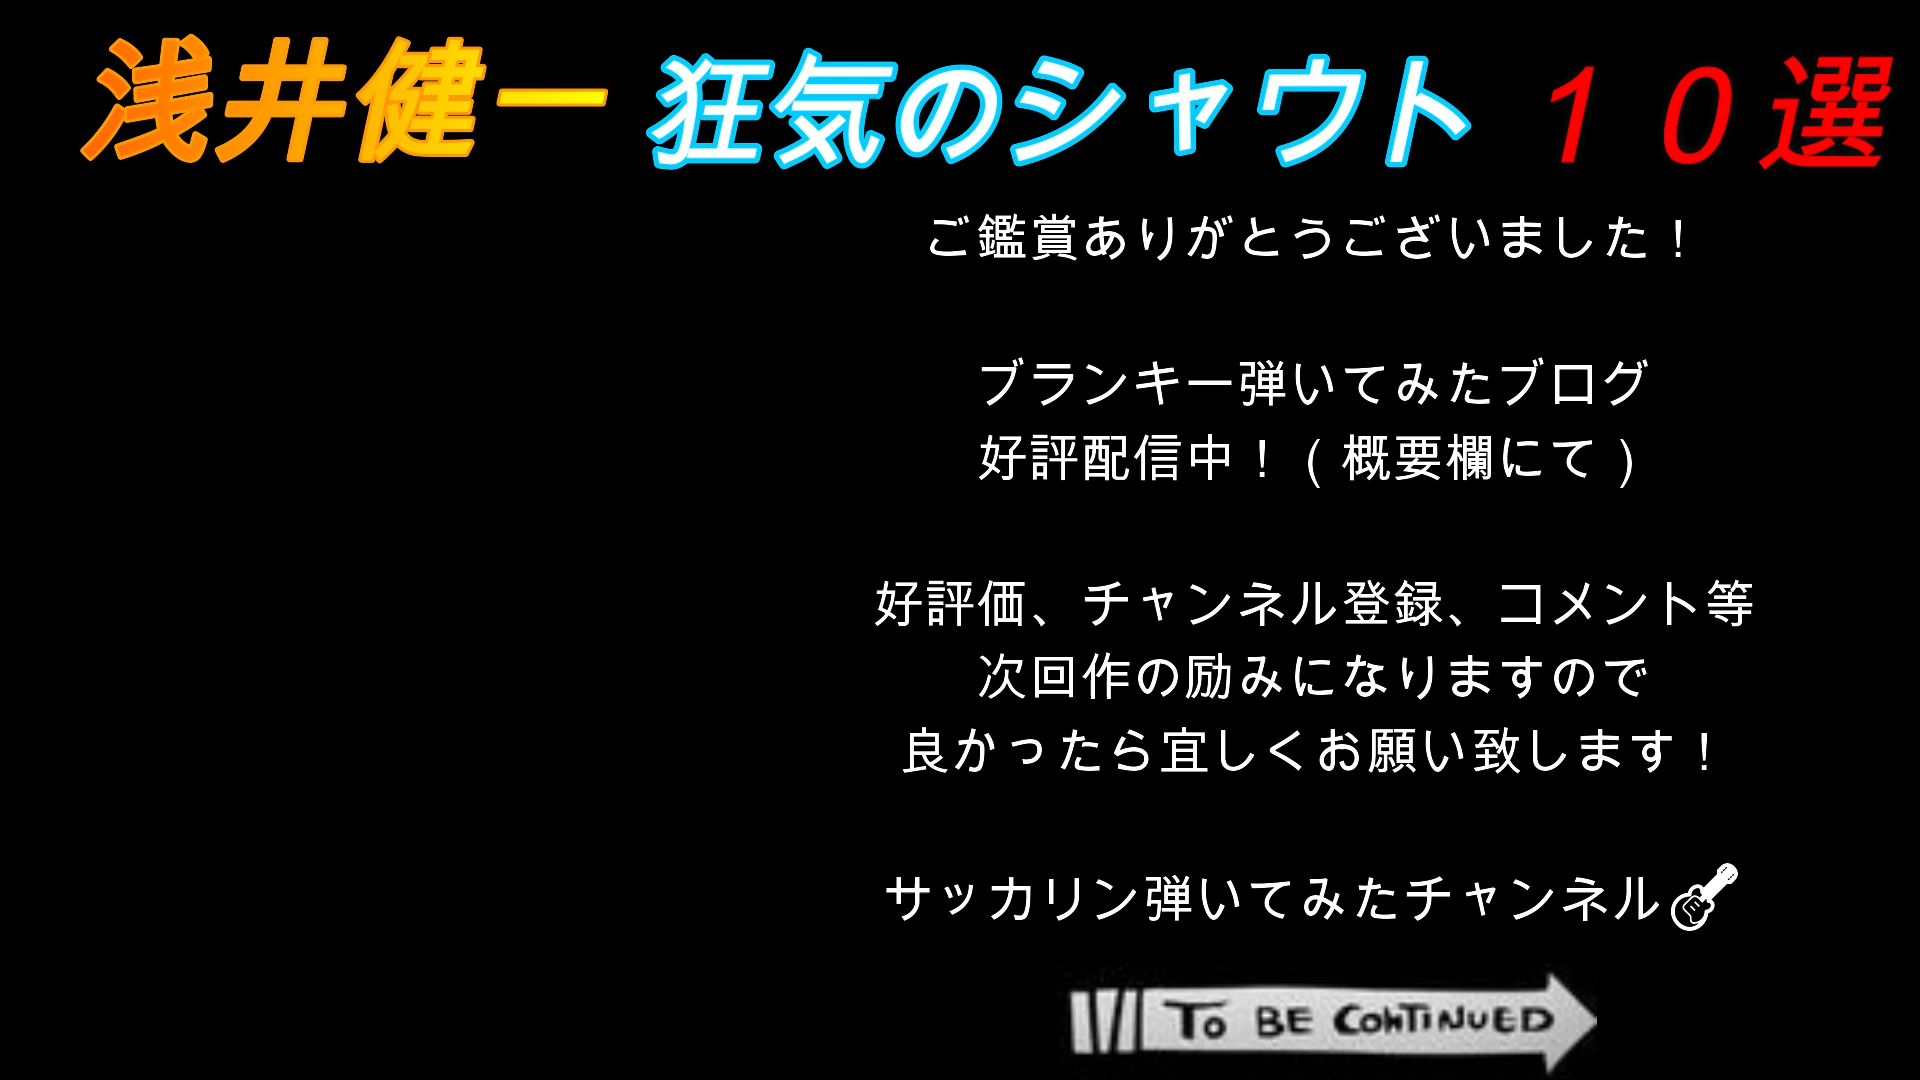 浅井健一 狂気のシャウト １０選
ご鑑賞ありがとうございました！
ブランキー弾いてみたブログ
好評配信中！（概要欄にて）
好評価、チャンネル登録、コメント等
次回作の励みになりますので
良かったら宜しくお願い致します！
サッカリン弾いてみたチャンネル
TO BE CONTINUED